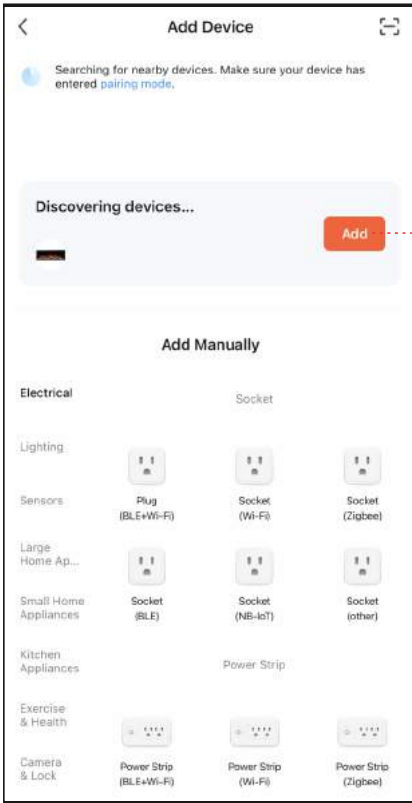 Add Device
Searching for nearby devices. Make sure your device has
entered pairing mode.
Discovering devices...
Add
Add Manually
Electrical
Socket
Lighting
Sensors
Plug
(BLE+Wi-Fi)
Socket
(Wi-Fi)
Socket
(Zigbee)
Large
Home Ap...
Small Home
Appliances
Socket
(BLE)
Socket
(NB-IoT)
Socket
(other)
Kitchen
Appliances
Power Strip
Exercise
& Health
Camera
& Lock
Power Strip
(BLE+Wi-Fi)
Power Strip
(Wi-Fi)
Power Strip
(Zigbee)